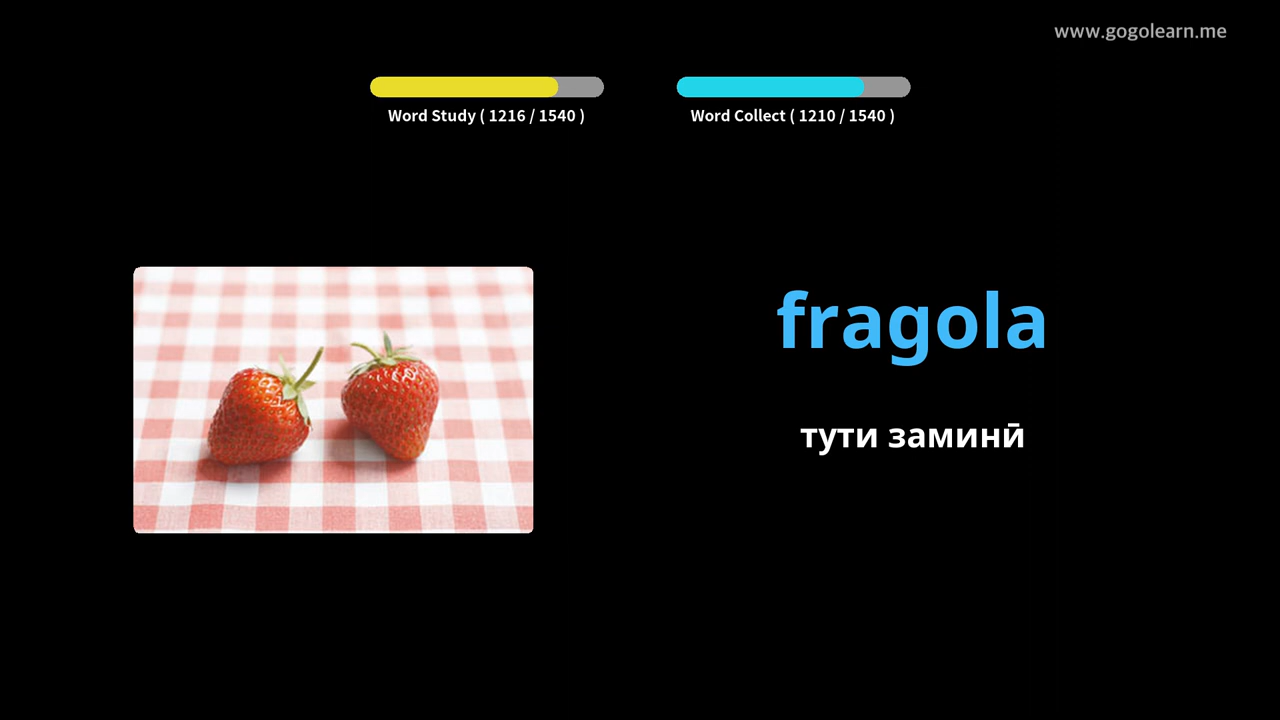 www.gogolearn.me
Word Study ( 1216 / 1540 )
Word Collect ( 1210 / 1540 )
fragola
тути заминӣ